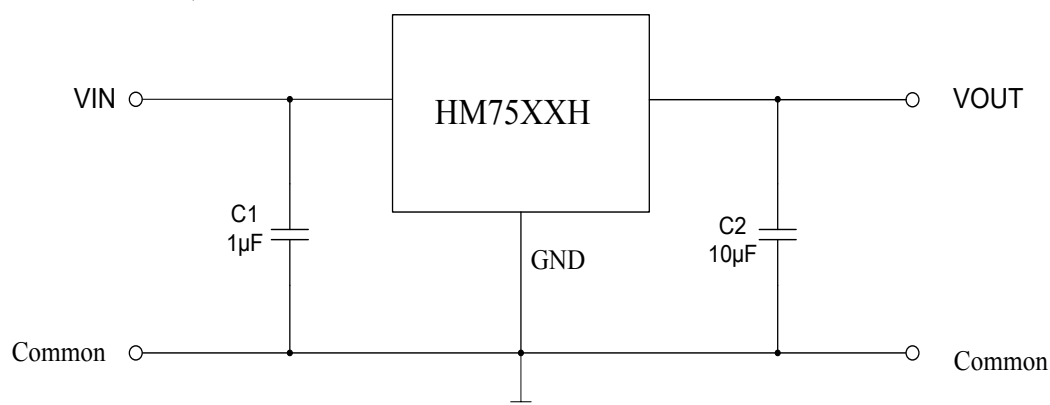 VIN
HM75XXH
VOUT
C1
1µF
C2
10µF
GND
Common
Common